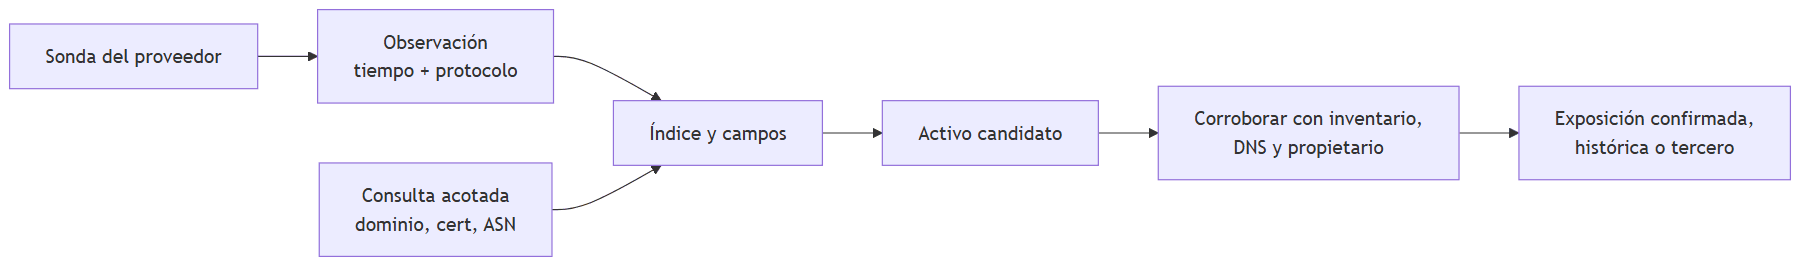 Sonda del proveedor
Observación
tiempo + protocolo
Consulta acotada
dominio, cert, ASN
Índice y campos
Activo candidato
Corroborar con inventario,
DNS y propietario
Exposición confirmada,
histórica o tercero